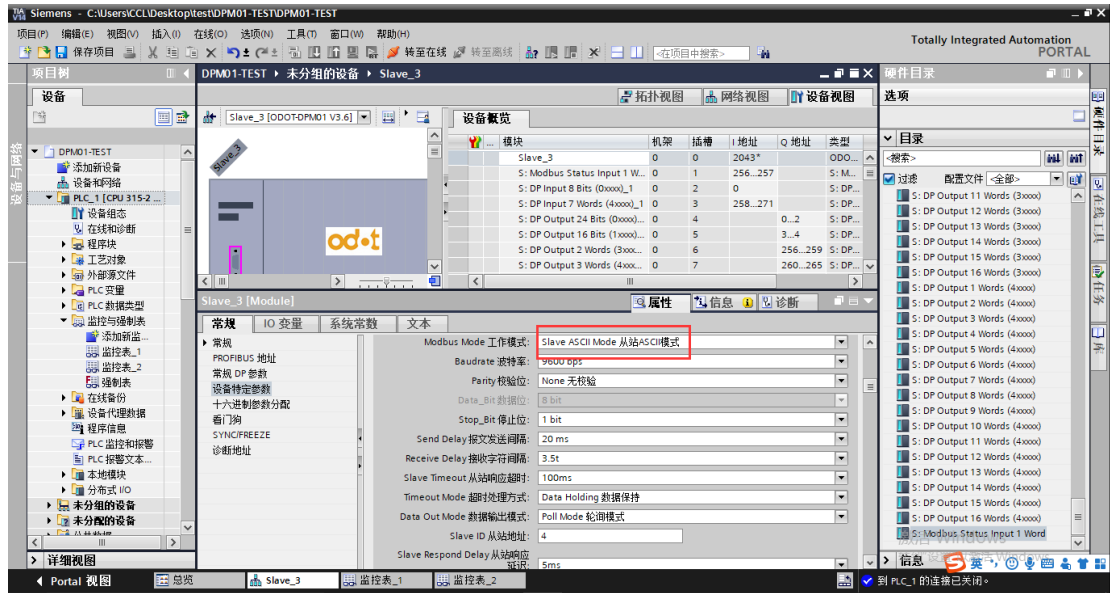 Siemens - C:\Users\CCL\Desktop\test\DPM01-TEST\DPM01-TEST
项目(P) 编辑(E) 视图(V) 插入(I) 在线(O) 选项(N) 工具(T) 窗口(W) 帮助(H)
Totally Integrated Automation
PORTAL
保存项目 转至在线 转至离线 <在项目中搜索>
项目树
设备
设备与网络
DPM01-TEST
添加新设备
设备和网络
PLC_1 [CPU 315-2 ...
设备组态
在线和诊断
程序块
工艺对象
外部源文件
PLC 变量
PLC 数据类型
监控与强制表
添加新监...
监控表_1
监控表_2
强制表
在线备份
设备代理数据
程序信息
PLC 监控和报警
PLC 报警文本...
本地模块
分布式 I/O
未分组的设备
未分配的设备
详细视图
DPM01-TEST ▸ 未分组的设备 ▸ Slave_3
拓扑视图 网络视图 设备视图
Slave_3 [ODOT-DPM01 V3.6]
Slave_3
odot
设备概览
... 模块 机架 插槽 I 地址 Q 地址 类型
Slave_3 0 0 2043* ODO...
S: Modbus Status Input 1 W... 0 1 256...257 S: M...
S: DP Input 8 Bits (0xxxx)_1 0 2 0 S: DP...
S: DP Input 7 Words (4xxxx)_1 0 3 258...271 S: DP...
S: DP Output 24 Bits (0xxxx)... 0 4 0...2 S: DP...
S: DP Output 16 Bits (1xxxx)... 0 5 3...4 S: DP...
S: DP Output 2 Words (3xxx... 0 6 256...259 S: DP...
S: DP Output 3 Words (4xxx... 0 7 260...265 S: DP...
Slave_3 [Module]
属性 信息 诊断
常规 IO 变量 系统常数 文本
常规
PROFIBUS 地址
常规 DP 参数
设备特定参数
十六进制参数分配
看门狗
SYNC/FREEZE
诊断地址
Modbus Mode 工作模式: Slave ASCII Mode 从站ASCII模式
Baudrate 波特率: 9600 bps
Parity 校验位: None 无校验
Data_Bit 数据位: 8 bit
Stop_Bit 停止位: 1 bit
Send Delay 报文发送间隔: 20 ms
Receive Delay 接收字符间隔: 3.5t
Slave Timeout 从站响应超时: 100ms
Timeout Mode 超时处理方式: Data Holding 数据保持
Data Out Mode 数据输出模式: Poll Mode 轮询模式
Slave ID 从站地址: 4
Slave Respond Delay 从站响应
延迟: 5ms
硬件目录
选项
目录
<搜索>
过滤 配置文件 <全部>
S: DP Output 11 Words (3xxxx)
S: DP Output 12 Words (3xxxx)
S: DP Output 13 Words (3xxxx)
S: DP Output 14 Words (3xxxx)
S: DP Output 15 Words (3xxxx)
S: DP Output 16 Words (3xxxx)
S: DP Output 1 Words (4xxxx)
S: DP Output 2 Words (4xxxx)
S: DP Output 3 Words (4xxxx)
S: DP Output 4 Words (4xxxx)
S: DP Output 5 Words (4xxxx)
S: DP Output 6 Words (4xxxx)
S: DP Output 7 Words (4xxxx)
S: DP Output 8 Words (4xxxx)
S: DP Output 9 Words (4xxxx)
S: DP Output 10 Words (4xxxx)
S: DP Output 11 Words (4xxxx)
S: DP Output 12 Words (4xxxx)
S: DP Output 13 Words (4xxxx)
S: DP Output 14 Words (4xxxx)
S: DP Output 15 Words (4xxxx)
S: DP Output 16 Words (4xxxx)
S: Modbus Status Input 1 Word
信息
英
硬件目录
在线工具
任务
库
Portal 视图 总览 Slave_3 监控表_1 监控表_2
到 PLC_1 的连接已关闭。